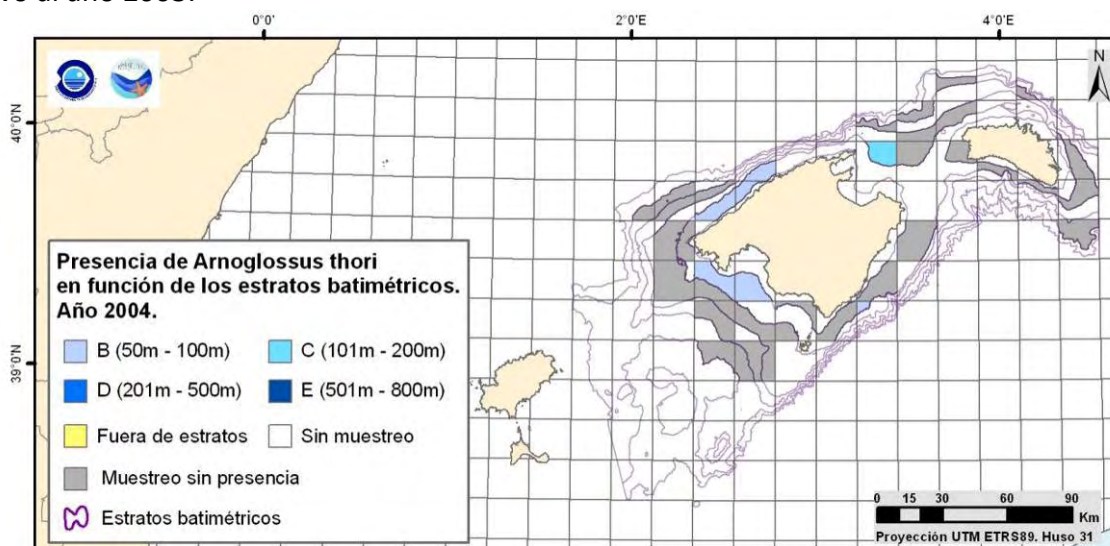 0°0'
2°0'E
4°0'E
N
40°0'N
39°0'N
Presencia de Arnoglossus thori
en función de los estratos batimétricos.
Año 2004.
B (50m - 100m)
C (101m - 200m)
D (201m - 500m)
E (501m - 800m)
Fuera de estratos
Sin muestreo
Muestreo sin presencia
Estratos batimétricos
0 15 30 60 90
Km
Proyección UTM ETRS89. Huso 31